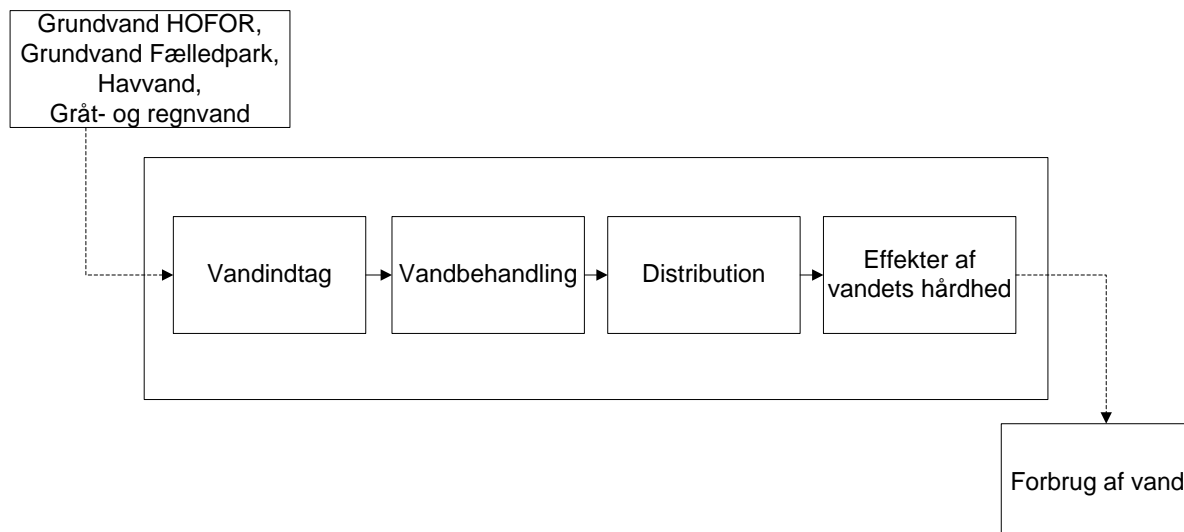 Grundvand HOFOR,
Grundvand Fælledpark,
Havvand,
Gråt- og regnvand
Vandindtag
Vandbehandling
Distribution
Effekter af
vandets hårdhed
Forbrug af vand